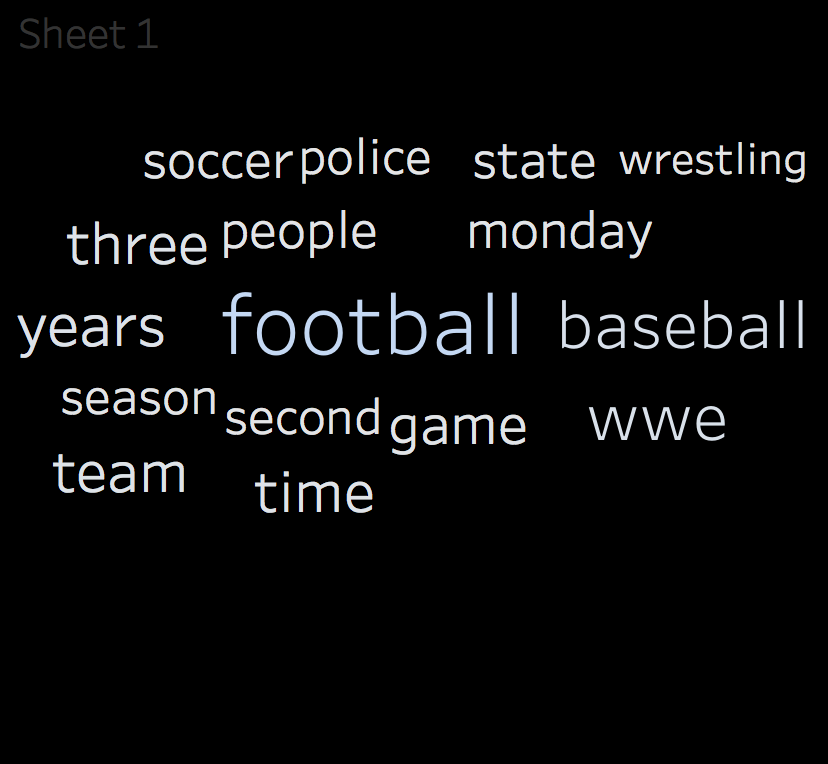 Sheet 1
soccer police state wrestling
three people monday
years football baseball
season second game wwe
team time